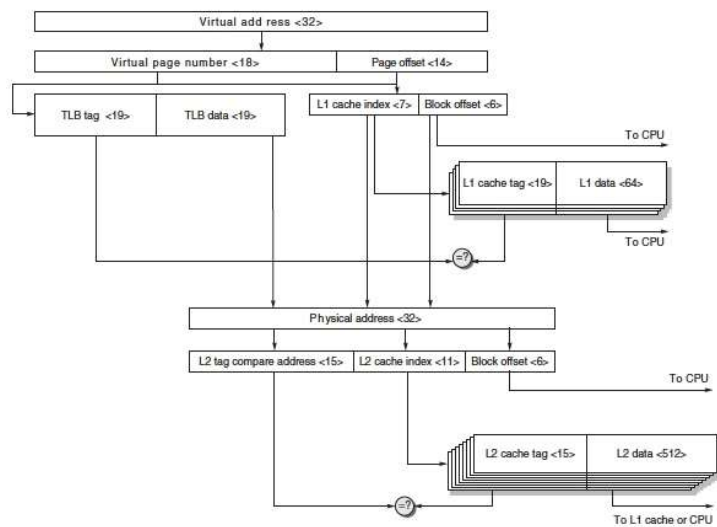 Virtual add ress <32>
Virtual page number <18> Page offset <14>
TLB tag <19> TLB data <19> L1 cache index <7> Block offset <6>
To CPU
L1 cache tag <19> L1 data <64>
To CPU
=?
Physical address <32>
L2 tag compare address <15> L2 cache index <11> Block offset <6>
To CPU
L2 cache tag <15> L2 data <512>
=?
To L1 cache or CPU